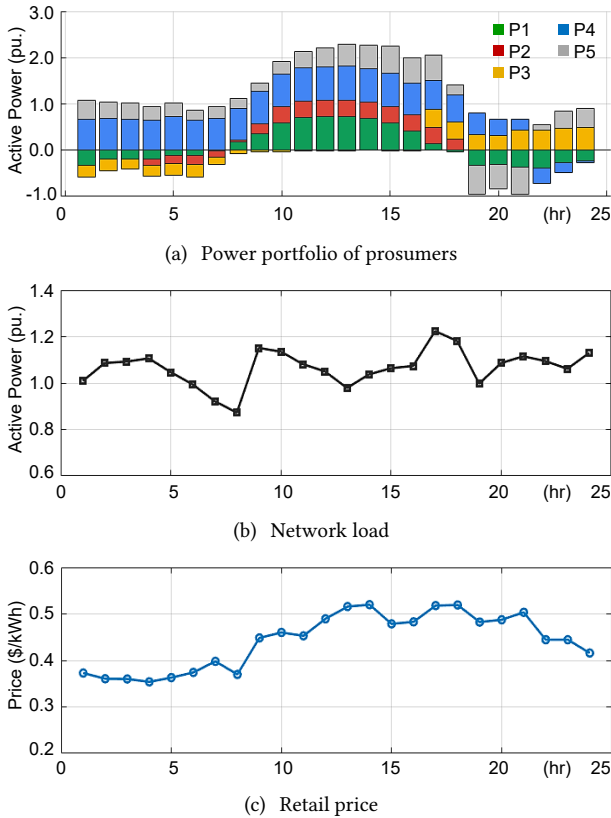 3.0
2.0
1.0
0.0
-1.0
Active Power (pu.)
P1 P4
P2 P5
P3
0 5 10 15 20 (hr) 25
(a) Power portfolio of prosumers
1.4
1.2
1.0
0.8
0.6
Active Power (pu.)
0 5 10 15 20 (hr) 25
(b) Network load
0.6
0.5
0.4
0.3
0.2
Price ($/kWh)
0 5 10 15 20 (hr) 25
(c) Retail price